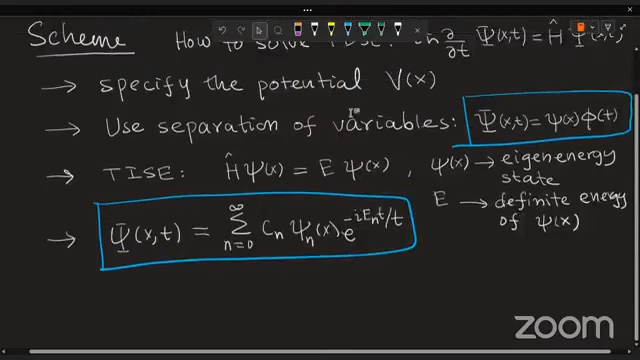 Scheme How to solve TDSE: iħ ∂/∂t Ψ(x,t) = Ĥ Ψ(x,t)
→ specify the potential V(x)
→ Use separation of variables: Ψ(x,t) = ψ(x) ϕ(t)
→ TISE: Ĥ ψ(x) = E ψ(x), ψ(x) → eigen-energy state
E → definite energy of ψ(x)
→ Ψ(x,t) = ∑_{n=0}^{∞} c_n ψ_n(x) · e^{-iE_n t/t}
zoom